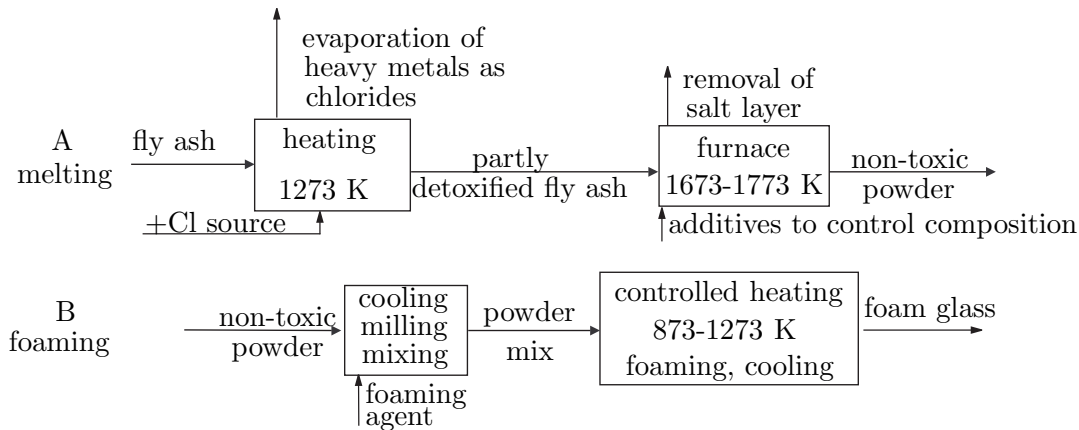 evaporation of
heavy metals as
chlorides
removal of
salt layer
A
melting
fly ash
heating
1273 K
+Cl source
partly
detoxified fly ash
furnace
1673-1773 K
non-toxic
powder
additives to control composition
B
foaming
non-toxic
powder
cooling
milling
mixing
foaming
agent
powder
mix
controlled heating
873-1273 K
foaming, cooling
foam glass